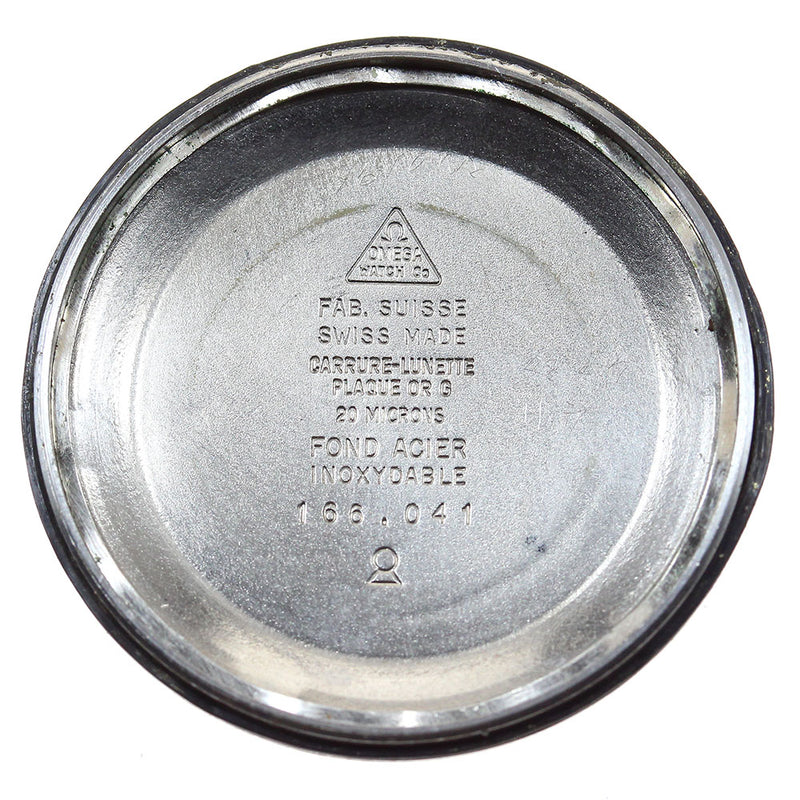 Ω
OMEGA
WATCH Co
FAB. SUISSE
SWISS MADE
CARRURE-LUNETTE
PLAQUE OR G
20 MICRONS
FOND ACIER
INOXYDABLE
166.041